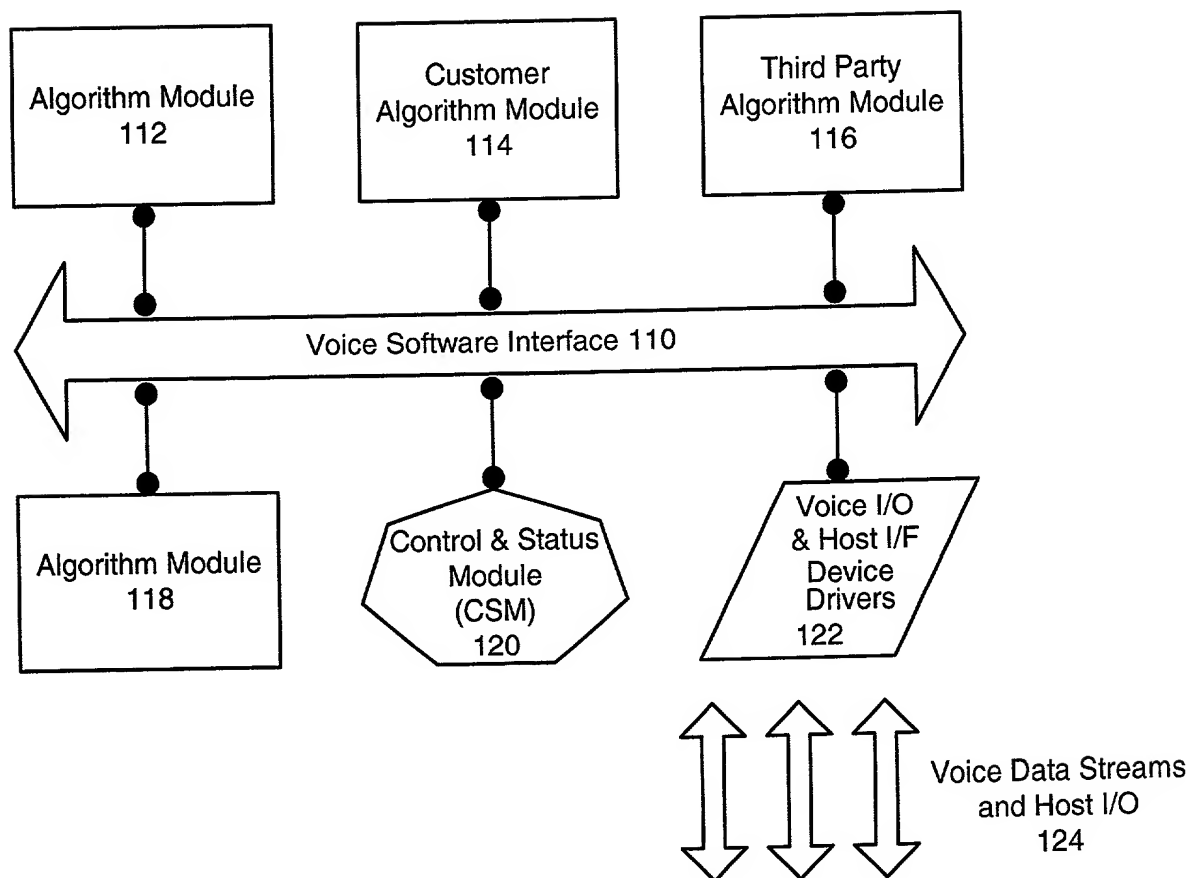 Algorithm Module
112
Customer
Algorithm Module
114
Third Party
Algorithm Module
116
Voice Software Interface 110
Algorithm Module
118
Control & Status
Module
(CSM)
120
Voice I/O
& Host I/F
Device
Drivers
122
Voice Data Streams
and Host I/O
124